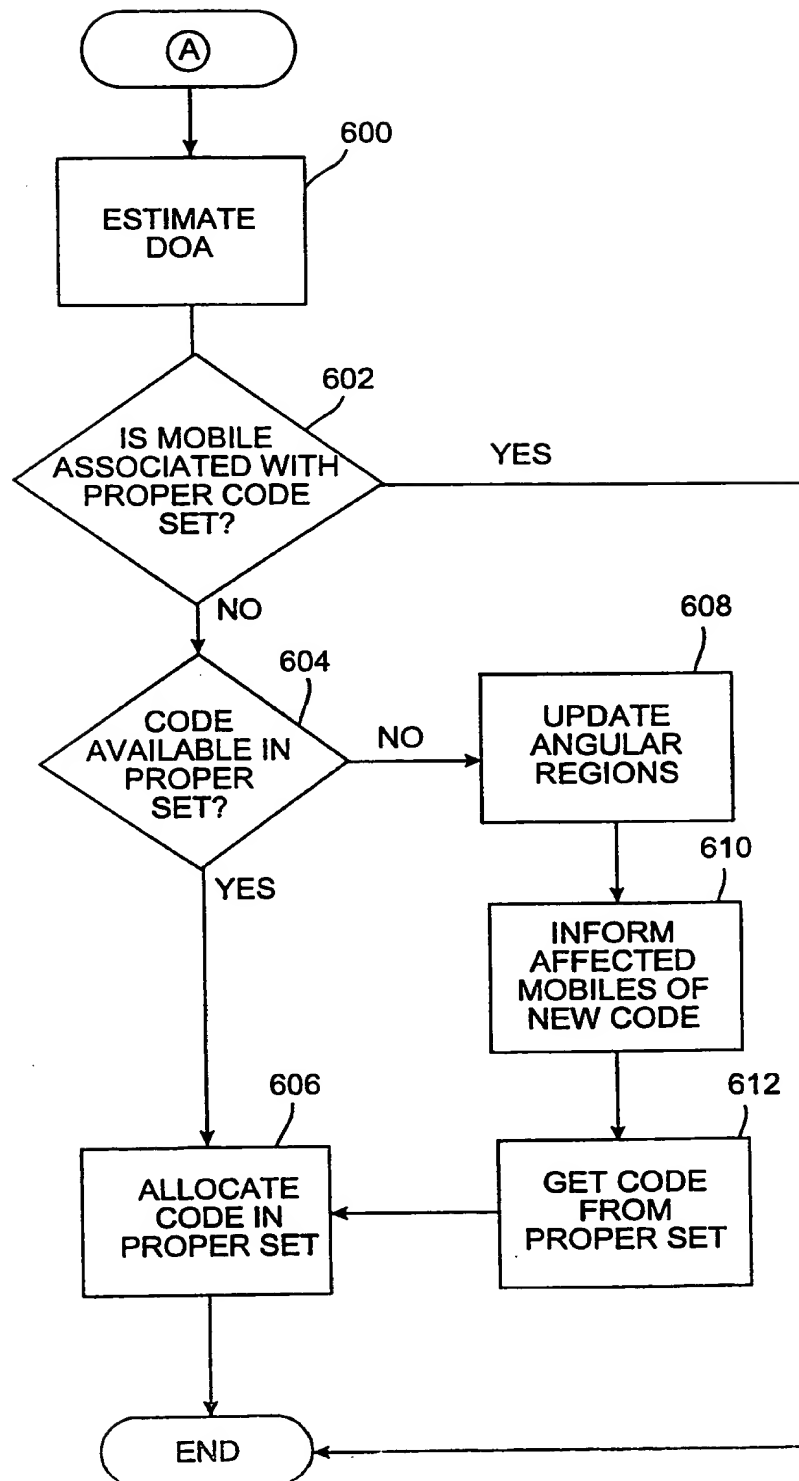 A
600
ESTIMATE
DOA
602
IS MOBILE
ASSOCIATED WITH
PROPER CODE
SET?
YES
NO
604
CODE
AVAILABLE IN
PROPER
SET?
NO
YES
608
UPDATE
ANGULAR
REGIONS
610
INFORM
AFFECTED
MOBILES OF
NEW CODE
606
ALLOCATE
CODE IN
PROPER SET
612
GET CODE
FROM
PROPER SET
END